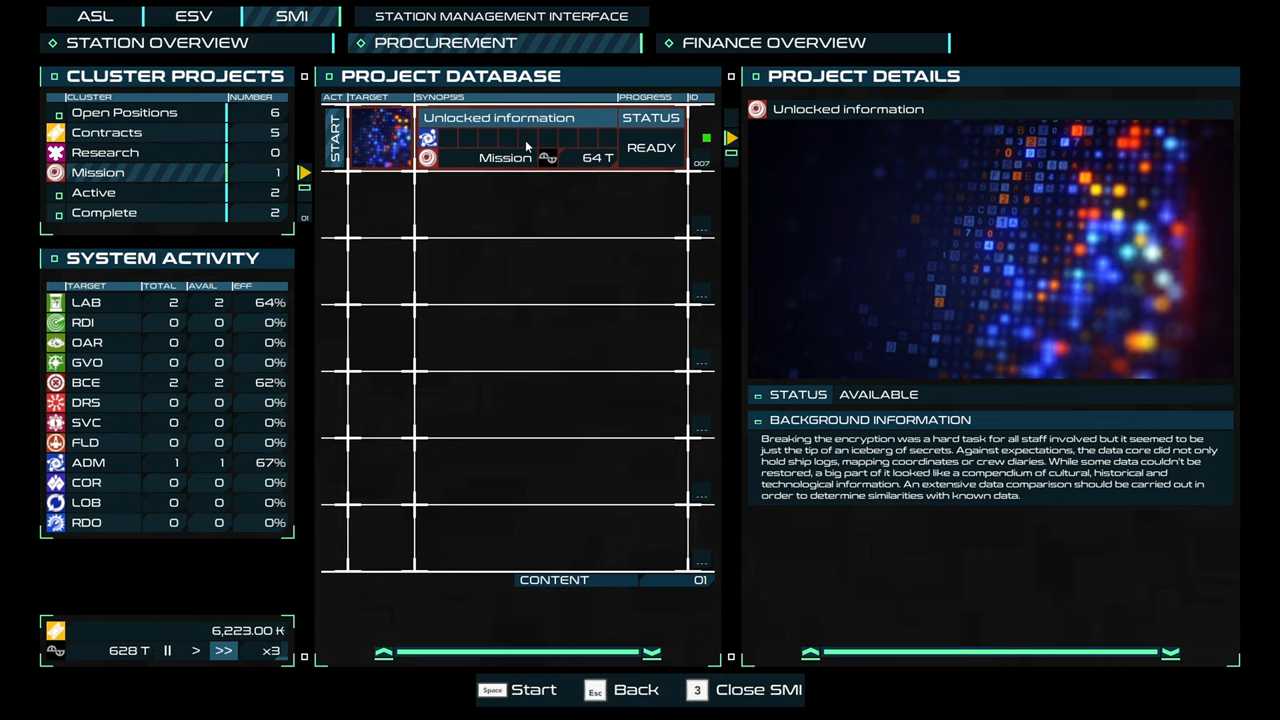 ASL ESV SMI STATION MANAGEMENT INTERFACE
STATION OVERVIEW PROCUREMENT FINANCE OVERVIEW
CLUSTER PROJECTS
CLUSTER NUMBER
Open Positions 6
Contracts 5
Research 0
Mission 1
Active 2
Complete 2
01
SYSTEM ACTIVITY
TARGET TOTAL AVAIL EFF
LAB 2 2 64%
RDI 0 0 0%
OAR 0 0 0%
GVO 0 0 0%
BCE 2 2 62%
DRS 0 0 0%
SVC 0 0 0%
FLD 0 0 0%
ADM 1 1 67%
COR 0 0 0%
LOB 0 0 0%
RDO 0 0 0%
6,223.00 K
628 T II > >> x3
PROJECT DATABASE
ACT TARGET SYNOPSIS PROGRESS ID
START
Unlocked information STATUS
READY
Mission 64 T
007
---
---
---
---
---
---
CONTENT 01
PROJECT DETAILS
Unlocked information
STATUS AVAILABLE
BACKGROUND INFORMATION
Breaking the encryption was a hard task for all staff involved but it seemed to be
just the tip of an iceberg of secrets. Against expectations, the data core did not only
hold ship logs, mapping coordinates or crew diaries. While some data couldn't be
restored, a big part of it looked like a compendium of cultural, historical and
technological information. An extensive data comparison should be carried out in
order to determine similarities with known data.
Space Start Esc Back 3 Close SMI